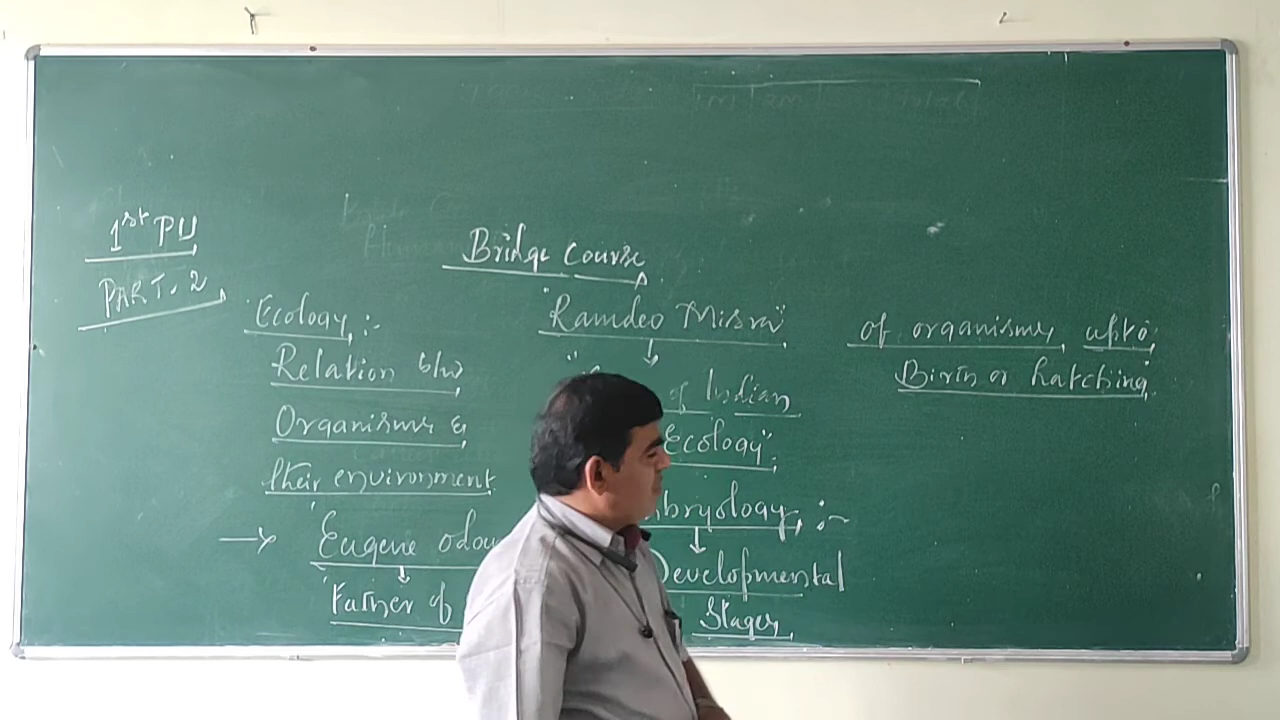 1st PU
PART. 2
Bridge Course
Ecology :-
Relation b/w
Organisms &
their environment
→ Eugene
Father of
"Ramdeo Misra"
of Indian
Ecology"
:-
Developmental
Stages
of organisms upto
Birth or hatching